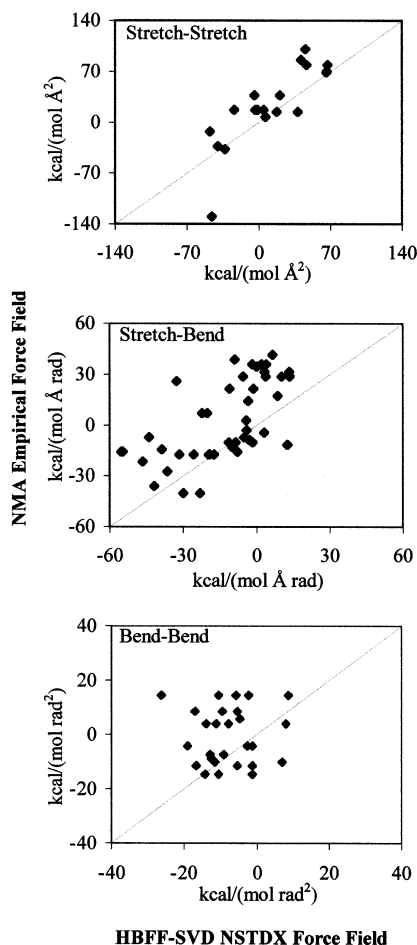 NMA Empirical Force Field
Stretch-Stretch
kcal/(mol Å²)
140
70
0
-70
-140
-140 -70 0 70 140
kcal/(mol Å²)
Stretch-Bend
kcal/(mol Å rad)
60
30
0
-30
-60
-60 -30 0 30 60
kcal/(mol Å rad)
Bend-Bend
kcal/(mol rad²)
40
20
0
-20
-40
-40 -20 0 20 40
kcal/(mol rad²)
HBFF-SVD NSTDX Force Field